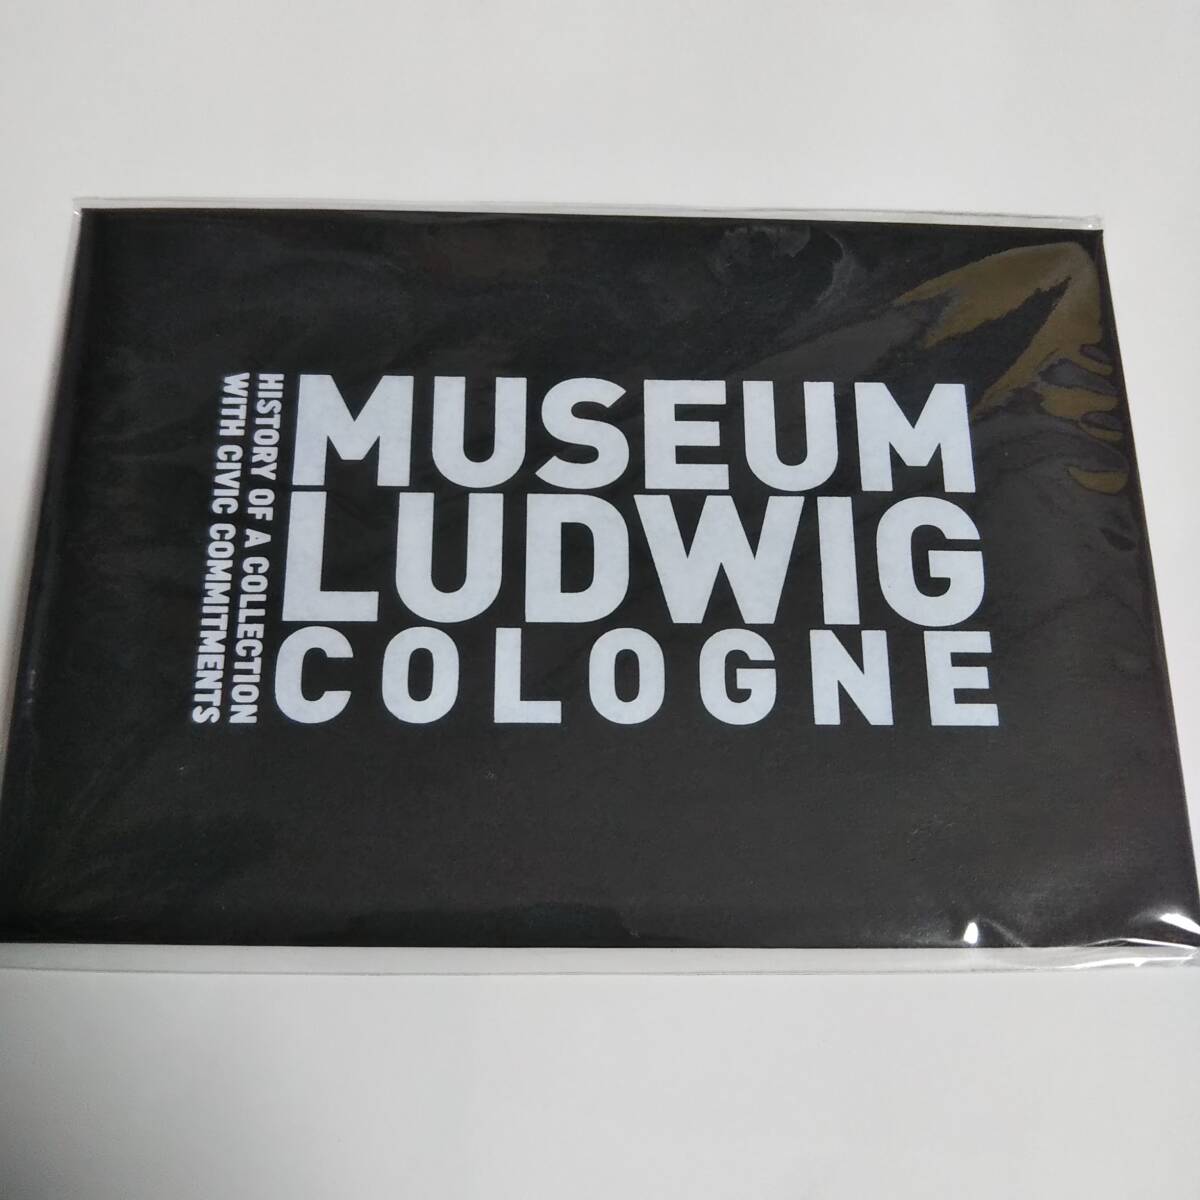 MUSEUM
LUDWIG
COLOGNE
HISTORY OF A COLLECTION
WITH CIVIC COMMITMENTS